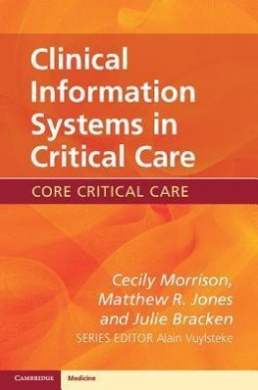 Clinical
Information
Systems in
Critical Care
CORE CRITICAL CARE
Cecily Morrison,
Matthew R. Jones
and Julie Bracken
SERIES EDITOR Alain Vuylsteke
CAMBRIDGE
Medicine